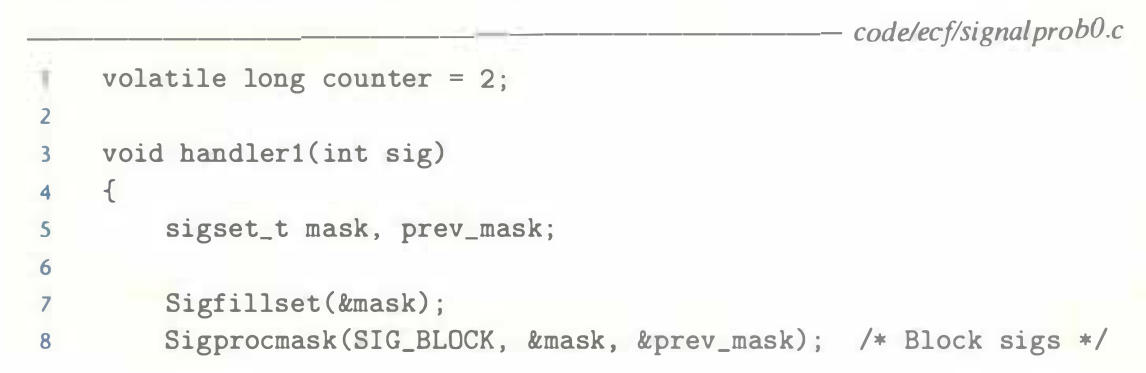 code/ecf/signalprob0.c
1 volatile long counter = 2;
2
3 void handler1(int sig)
4 {
5 sigset_t mask, prev_mask;
6
7 Sigfillset(&mask);
8 Sigprocmask(SIG_BLOCK, &mask, &prev_mask); /* Block sigs */